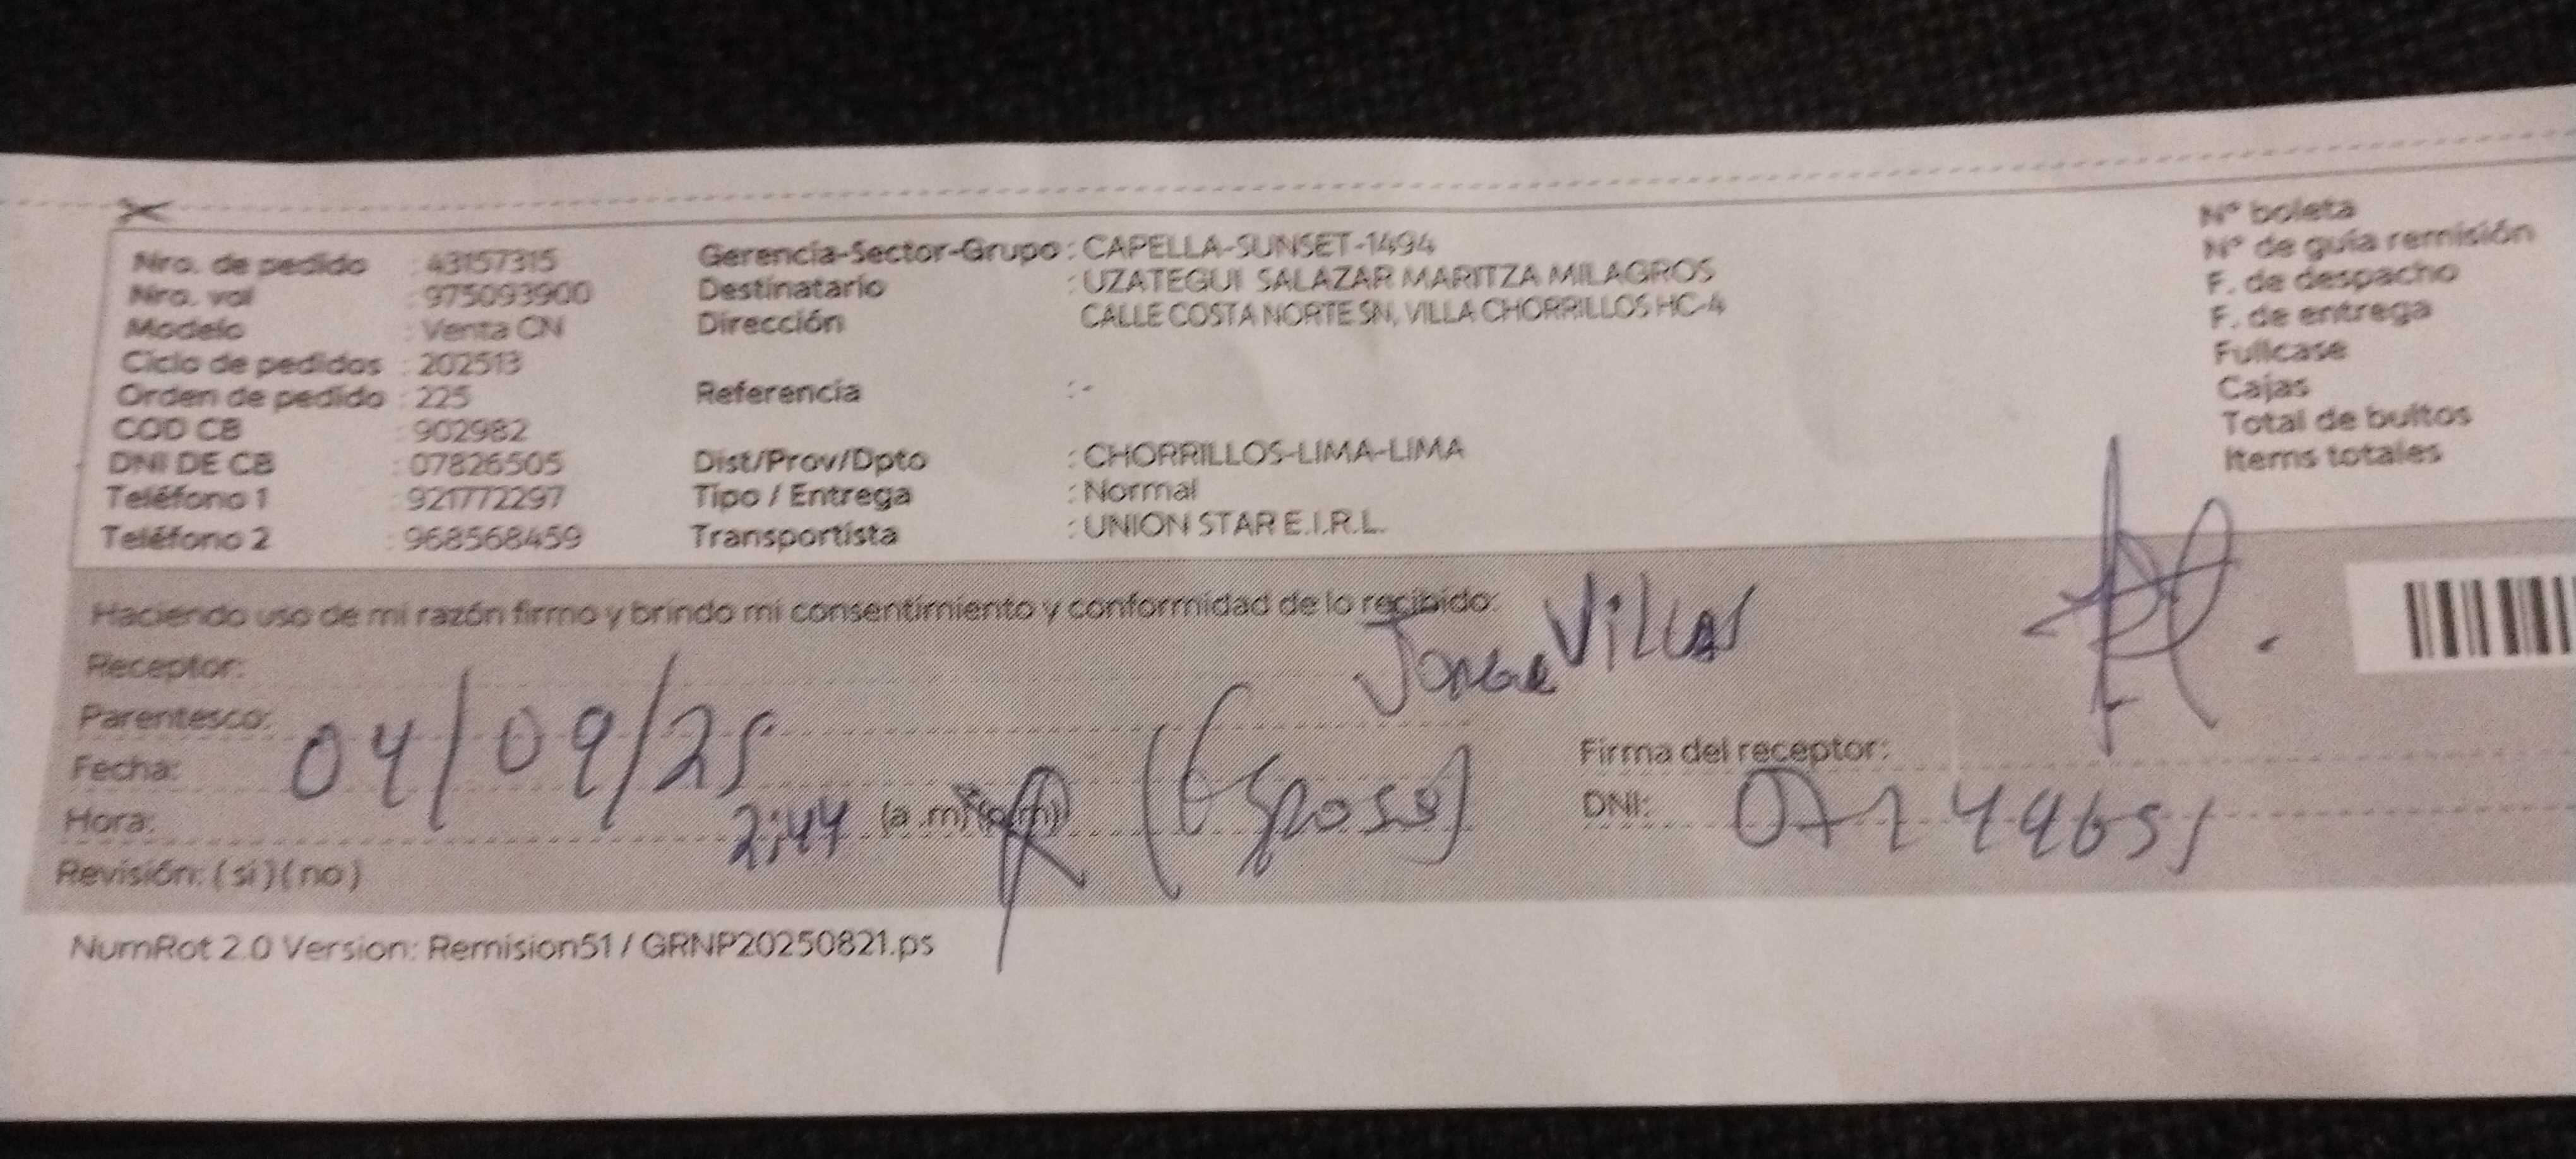 Nro. de pedido : 43157315 Gerencia-Sector-Grupo : CAPELLA-SUNSET-1494 N° boleta
Nro. val : 975093900 Destinatario : UZATEGUI SALAZAR MARITZA MILAGROS N° de guía remisión
Modelo : Venta CN Dirección CALLE COSTA NORTE SN, VILLA CHORRILLOS HC-4 F. de despacho
Ciclo de pedidos : 202513 F. de entrega
Orden de pedido : 225 Referencia : - Fullcase
COD CB : 902982 Cajas
DNI DE CB : 07826505 Dist/Prov/Dpto : CHORRILLOS-LIMA-LIMA Total de bultos
Teléfono 1 : 921772297 Tipo / Entrega : Normal Items totales
Teléfono 2 : 968568459 Transportista : UNION STAR E.I.R.L.
Haciendo uso de mi razón firmo y brindo mi consentimiento y conformidad de lo recibido:
Receptor: Jorge Villar
Parentesco: (Esposo)
Fecha: 04/09/25 Firma del receptor:
Hora: 2:44 (a .m) (p.m) DNI:
Revisión: ( si ) ( no )
NumRot 2.0 Version: Remision51 / GRNP20250821.ps